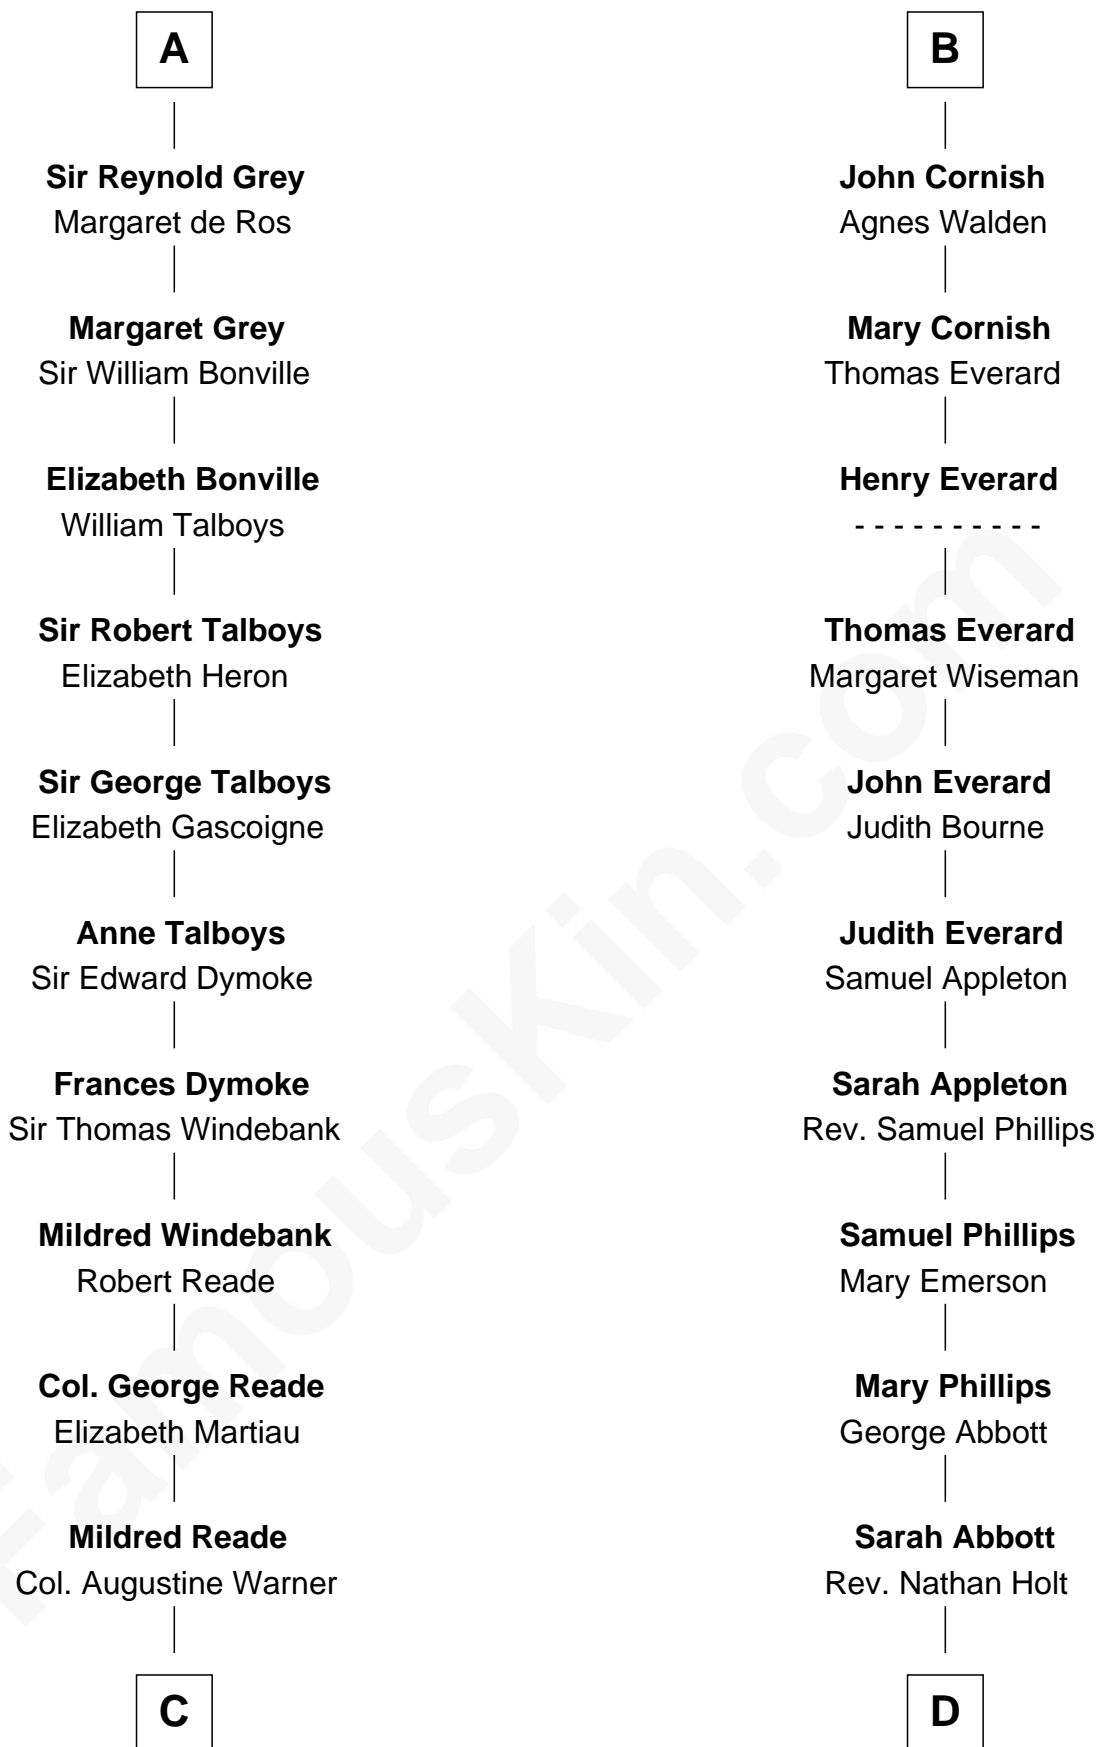 A
Sir Reynold Grey
Margaret de Ros
Margaret Grey
Sir William Bonville
Elizabeth Bonville
William Talboys
Sir Robert Talboys
Elizabeth Heron
Sir George Talboys
Elizabeth Gascoigne
Anne Talboys
Sir Edward Dymoke
Frances Dymoke
Sir Thomas Windebank
Mildred Windebank
Robert Reade
Col. George Reade
Elizabeth Martiau
Mildred Reade
Col. Augustine Warner
C
B
John Cornish
Agnes Walden
Mary Cornish
Thomas Everard
Henry Everard
- - - - - - - - - -
Thomas Everard
Margaret Wiseman
John Everard
Judith Bourne
Judith Everard
Samuel Appleton
Sarah Appleton
Rev. Samuel Phillips
Samuel Phillips
Mary Emerson
Mary Phillips
George Abbott
Sarah Abbott
Rev. Nathan Holt
D
FamousKin.com